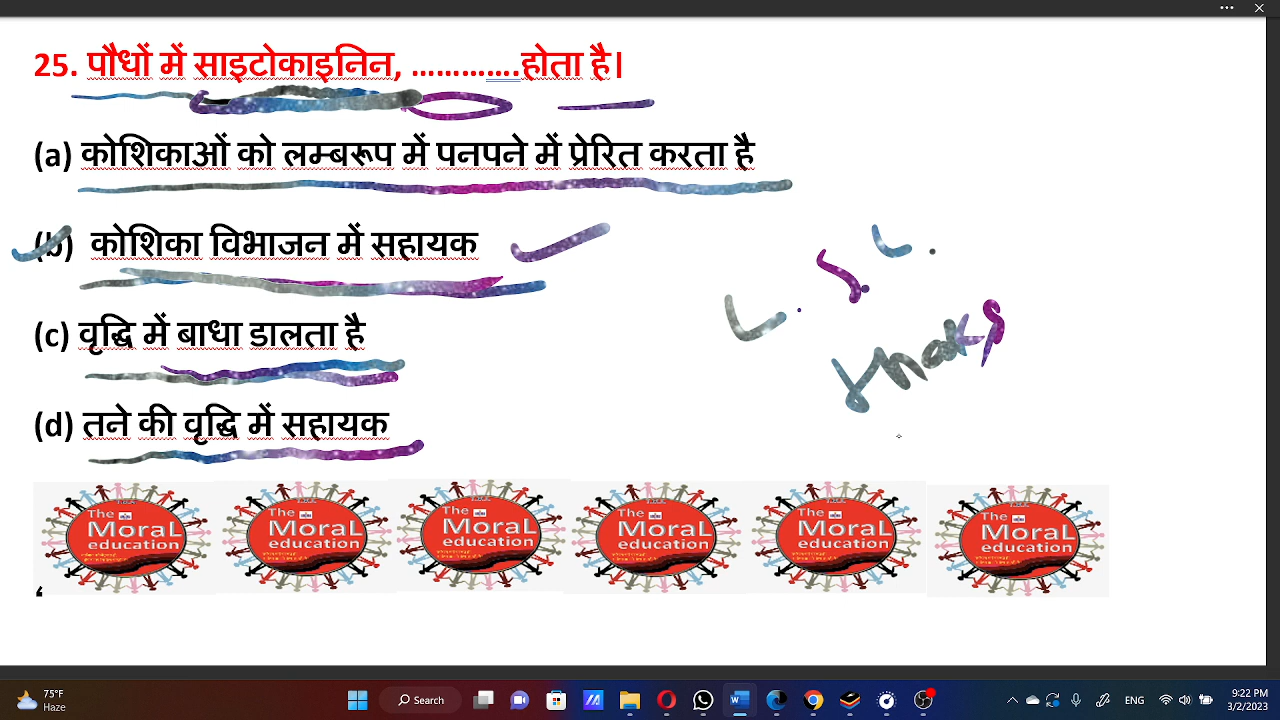 25. पौधों में साइटोकाइनिन, ………….होता है।
(a) कोशिकाओं को लम्बरूप में पनपने में प्रेरित करता है
(b) कोशिका विभाजन में सहायक
(c) वृद्धि में बाधा डालता है
(d) तने की वृद्धि में सहायक
L. S. L.
The MoraL education
The MoraL education
The MoraL education
The MoraL education
The MoraL education
The MoraL education
75°F
Haze
Search
ENG
9:22 PM
3/2/2023